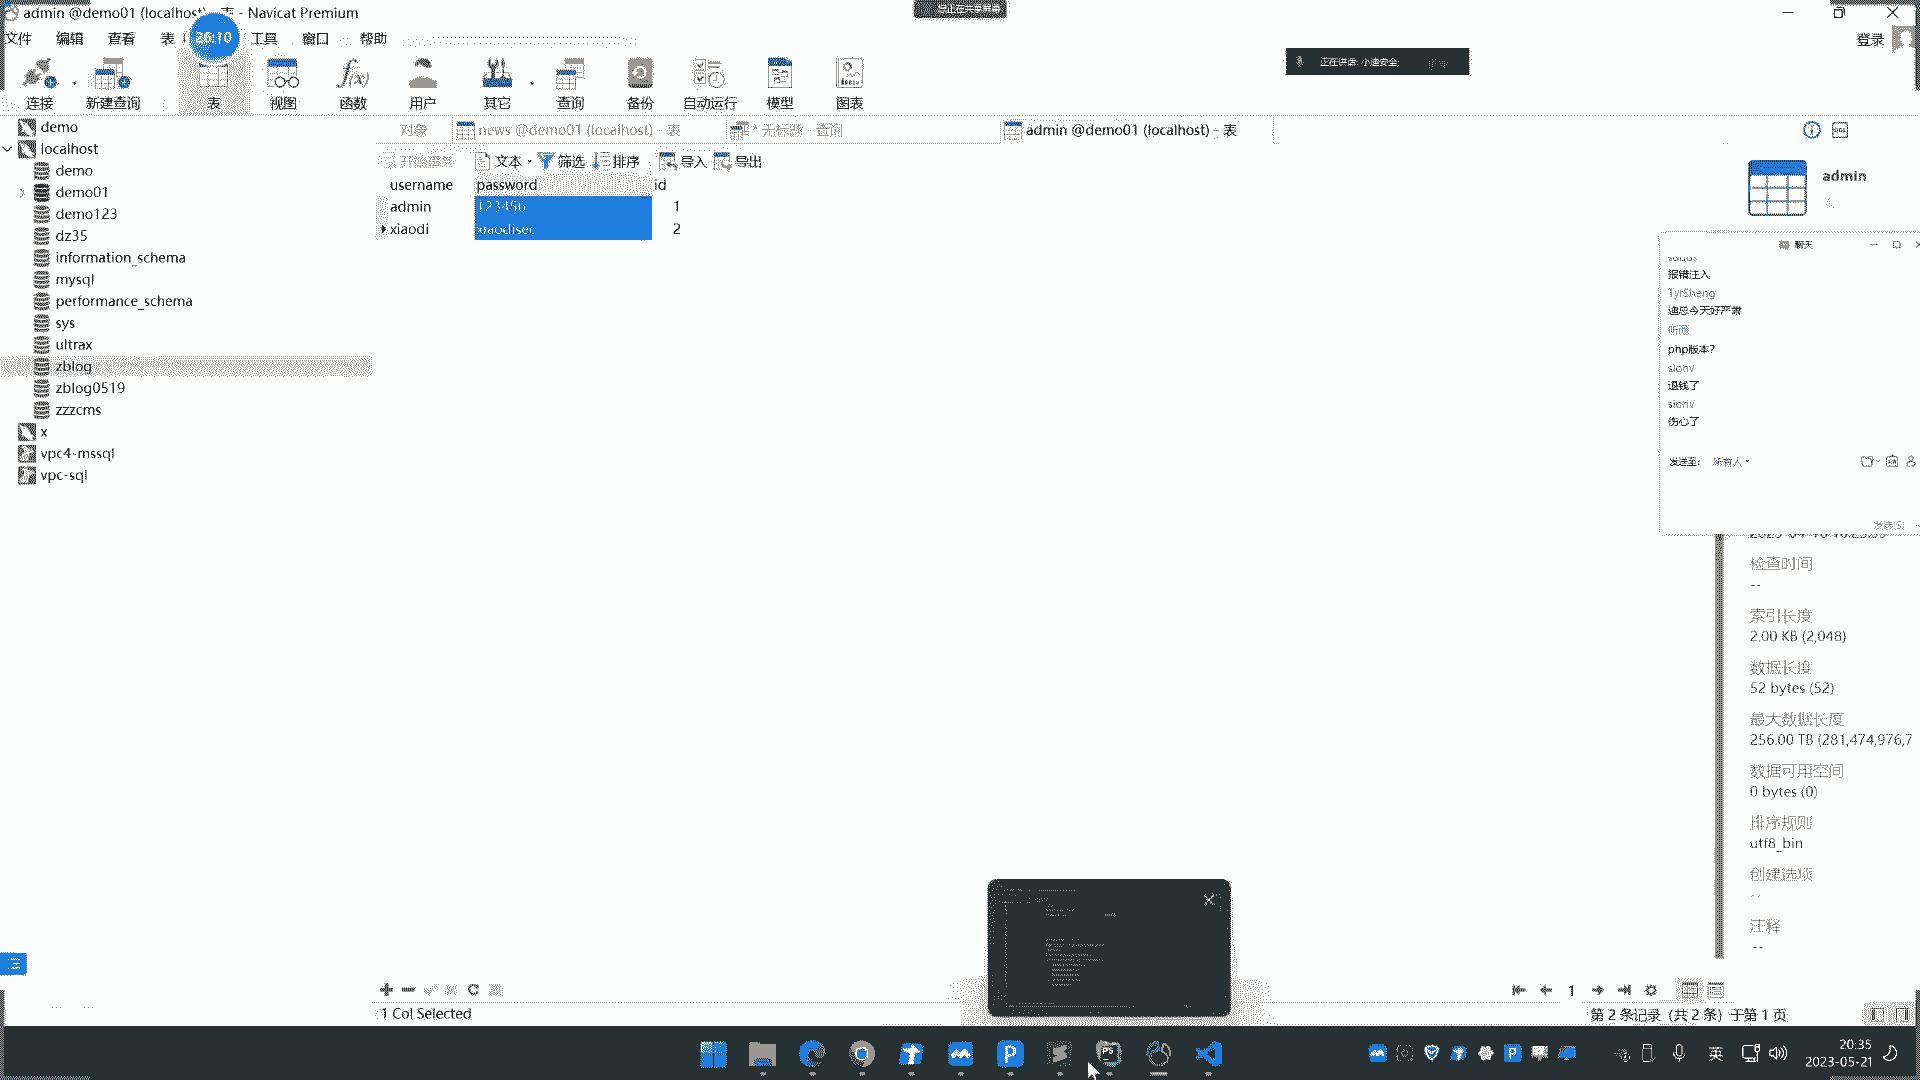 admin @demo01 (localhost) - 表 - Navicat Premium
您正在共享屏幕
文件 编辑 查看 表 工具 窗口 帮助
26:10
登录
正在讲话: 小迪安全;
连接 新建查询 表 视图 函数 用户 其它 查询 备份 自动运行 模型 图表
对象 news @demo01 (localhost) - 表 * 无标题 - 查询 admin @demo01 (localhost) - 表
开始事务 文本 筛选 排序 导入 导出
username password id
admin 123456 1
xiaodi xiaodisec 2
demo
localhost
demo
demo01
demo123
dz35
information_schema
mysql
performance_schema
sys
ultrax
zblog
zblog0519
zzzcms
x
vpc4-mssql
vpc-sql
admin
表
聊天
报错注入
TyrSheng
迪总今天好严肃
听雨
php版本?
退钱了
伤心了
发送至: 所有人
发送(S)
检查时间
--
索引长度
2.00 KB (2,048)
数据长度
52 bytes (52)
最大数据长度
256.00 TB (281,474,976,7
数据可用空间
0 bytes (0)
排序规则
utf8_bin
创建选项
--
注释
--
1
1 Col Selected
第 2 条记录 (共 2 条) 于第 1 页
英
20:35
2023-05-21